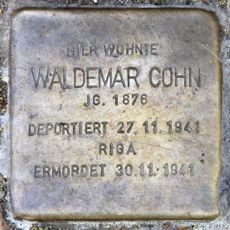 HIER WOHNTE
WALDEMAR COHN
JG. 1876
DEPORTIERT 27.11.1941
RIGA
ERMORDET 30.11.1941